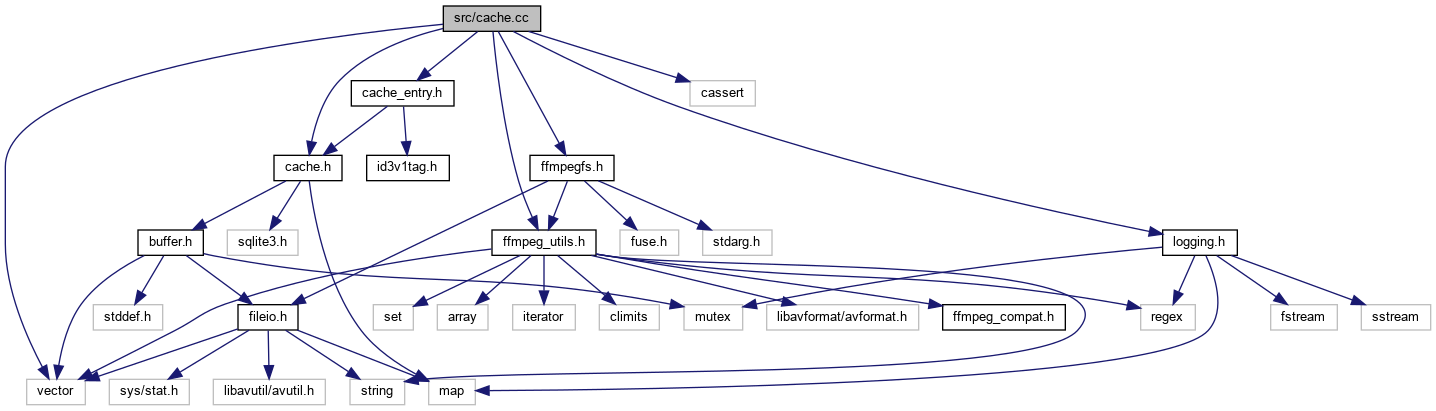 src/cache.cc
cache_entry.h
cassert
cache.h
id3v1tag.h
ffmpegfs.h
buffer.h
sqlite3.h
ffmpeg_utils.h
fuse.h
stdarg.h
logging.h
stddef.h
fileio.h
set
array
iterator
climits
mutex
libavformat/avformat.h
ffmpeg_compat.h
regex
fstream
sstream
vector
sys/stat.h
libavutil/avutil.h
string
map